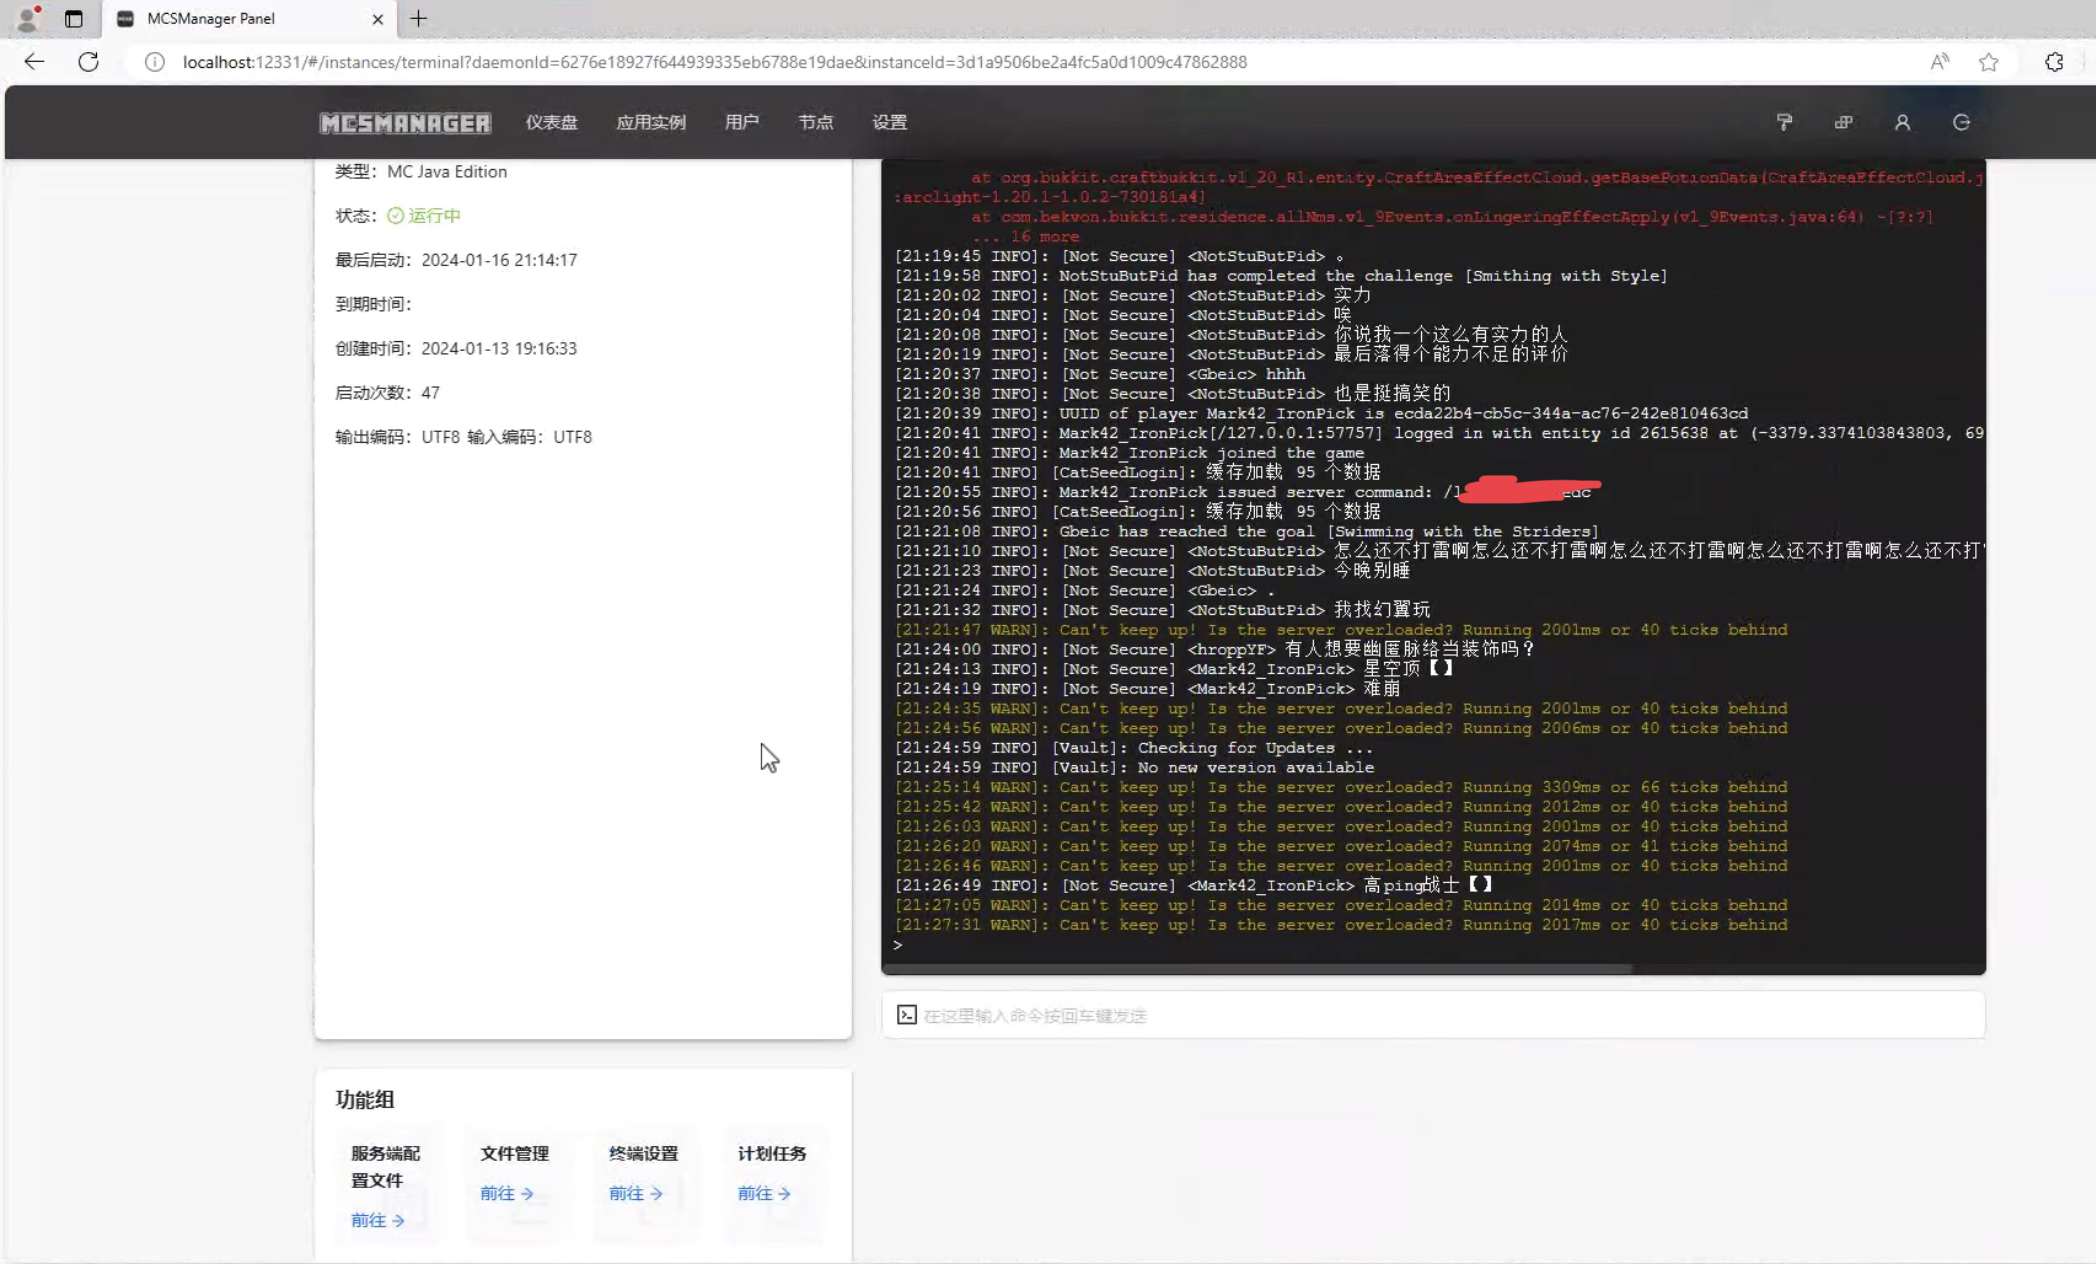 MCSManager Panel
localhost:12331/#/instances/terminal?daemonId=6276e18927f644939335eb6788e19dae&instanceId=3d1a9506be2a4fc5a0d1009c47862888
MCSMANAGER 仪表盘 应用实例 用户 节点 设置
类型：MC Java Edition
状态：运行中
最后启动：2024-01-16 21:14:17
到期时间：
创建时间：2024-01-13 19:16:33
启动次数：47
输出编码：UTF8 输入编码：UTF8
at org.bukkit.craftbukkit.v1_20_R1.entity.CraftAreaEffectCloud.getBasePotionData(CraftAreaEffectCloud.j
:arclight-1.20.1-1.0.2-730181a4]
at com.bekvon.bukkit.residence.allNms.v1_9Events.onLingeringEffectApply(v1_9Events.java:64) ~[?:?]
... 16 more
[21:19:45 INFO]: [Not Secure] <NotStuButPid> 。
[21:19:58 INFO]: NotStuButPid has completed the challenge [Smithing with Style]
[21:20:02 INFO]: [Not Secure] <NotStuButPid> 实力
[21:20:04 INFO]: [Not Secure] <NotStuButPid> 唉
[21:20:08 INFO]: [Not Secure] <NotStuButPid> 你说我一个这么有实力的人
[21:20:19 INFO]: [Not Secure] <NotStuButPid> 最后落得个能力不足的评价
[21:20:37 INFO]: [Not Secure] <Gbeic> hhhh
[21:20:38 INFO]: [Not Secure] <NotStuButPid> 也是挺搞笑的
[21:20:39 INFO]: UUID of player Mark42_IronPick is ecda22b4-cb5c-344a-ac76-242e810463cd
[21:20:41 INFO]: Mark42_IronPick[/127.0.0.1:57757] logged in with entity id 2615638 at (-3379.3374103843803, 69
[21:20:41 INFO]: Mark42_IronPick joined the game
[21:20:41 INFO] [CatSeedLogin]: 缓存加载 95 个数据
[21:20:55 INFO]: Mark42_IronPick issued server command: /l
[21:20:56 INFO] [CatSeedLogin]: 缓存加载 95 个数据
[21:21:08 INFO]: Gbeic has reached the goal [Swimming with the Striders]
[21:21:10 INFO]: [Not Secure] <NotStuButPid> 怎么还不打雷啊怎么还不打雷啊怎么还不打雷啊怎么还不打雷啊怎么还不打
[21:21:23 INFO]: [Not Secure] <NotStuButPid> 今晚别睡
[21:21:24 INFO]: [Not Secure] <Gbeic> .
[21:21:32 INFO]: [Not Secure] <NotStuButPid> 我找幻翼玩
[21:21:47 WARN]: Can't keep up! Is the server overloaded? Running 2001ms or 40 ticks behind
[21:24:00 INFO]: [Not Secure] <hroppYF> 有人想要幽匿脉络当装饰吗？
[21:24:13 INFO]: [Not Secure] <Mark42_IronPick> 星空顶【】
[21:24:19 INFO]: [Not Secure] <Mark42_IronPick> 难崩
[21:24:35 WARN]: Can't keep up! Is the server overloaded? Running 2001ms or 40 ticks behind
[21:24:56 WARN]: Can't keep up! Is the server overloaded? Running 2006ms or 40 ticks behind
[21:24:59 INFO] [Vault]: Checking for Updates ...
[21:24:59 INFO] [Vault]: No new version available
[21:25:14 WARN]: Can't keep up! Is the server overloaded? Running 3309ms or 66 ticks behind
[21:25:42 WARN]: Can't keep up! Is the server overloaded? Running 2012ms or 40 ticks behind
[21:26:03 WARN]: Can't keep up! Is the server overloaded? Running 2001ms or 40 ticks behind
[21:26:20 WARN]: Can't keep up! Is the server overloaded? Running 2074ms or 41 ticks behind
[21:26:46 WARN]: Can't keep up! Is the server overloaded? Running 2001ms or 40 ticks behind
[21:26:49 INFO]: [Not Secure] <Mark42_IronPick> 高ping战士【】
[21:27:05 WARN]: Can't keep up! Is the server overloaded? Running 2014ms or 40 ticks behind
[21:27:31 WARN]: Can't keep up! Is the server overloaded? Running 2017ms or 40 ticks behind
>
在这里输入命令按回车键发送
功能组
服务端配
置文件
前往 →
文件管理
前往 →
终端设置
前往 →
计划任务
前往 →